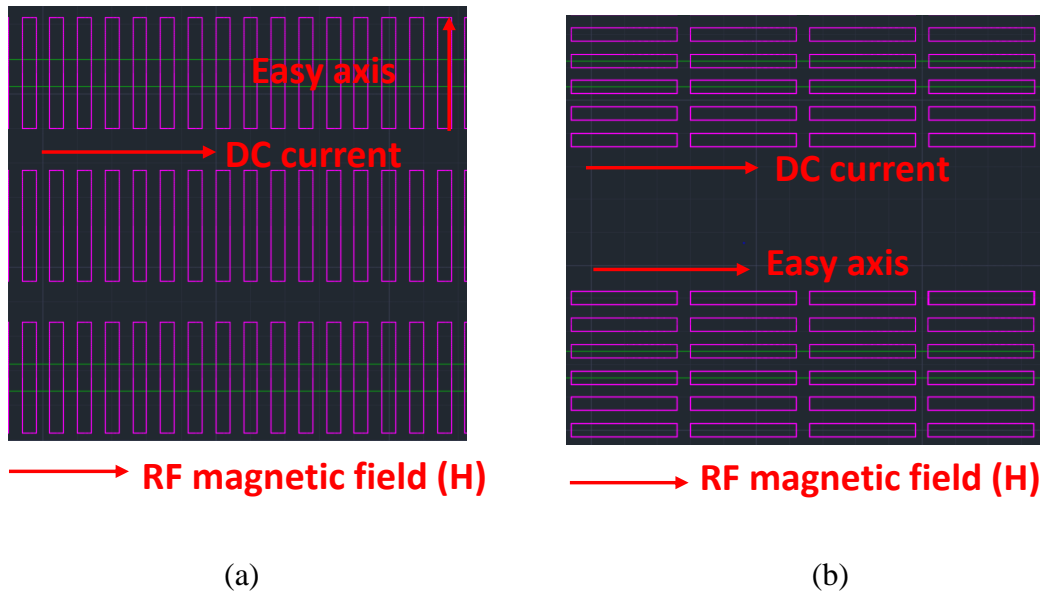 Easy axis
DC current
RF magnetic field (H)
(a)
DC current
Easy axis
RF magnetic field (H)
(b)